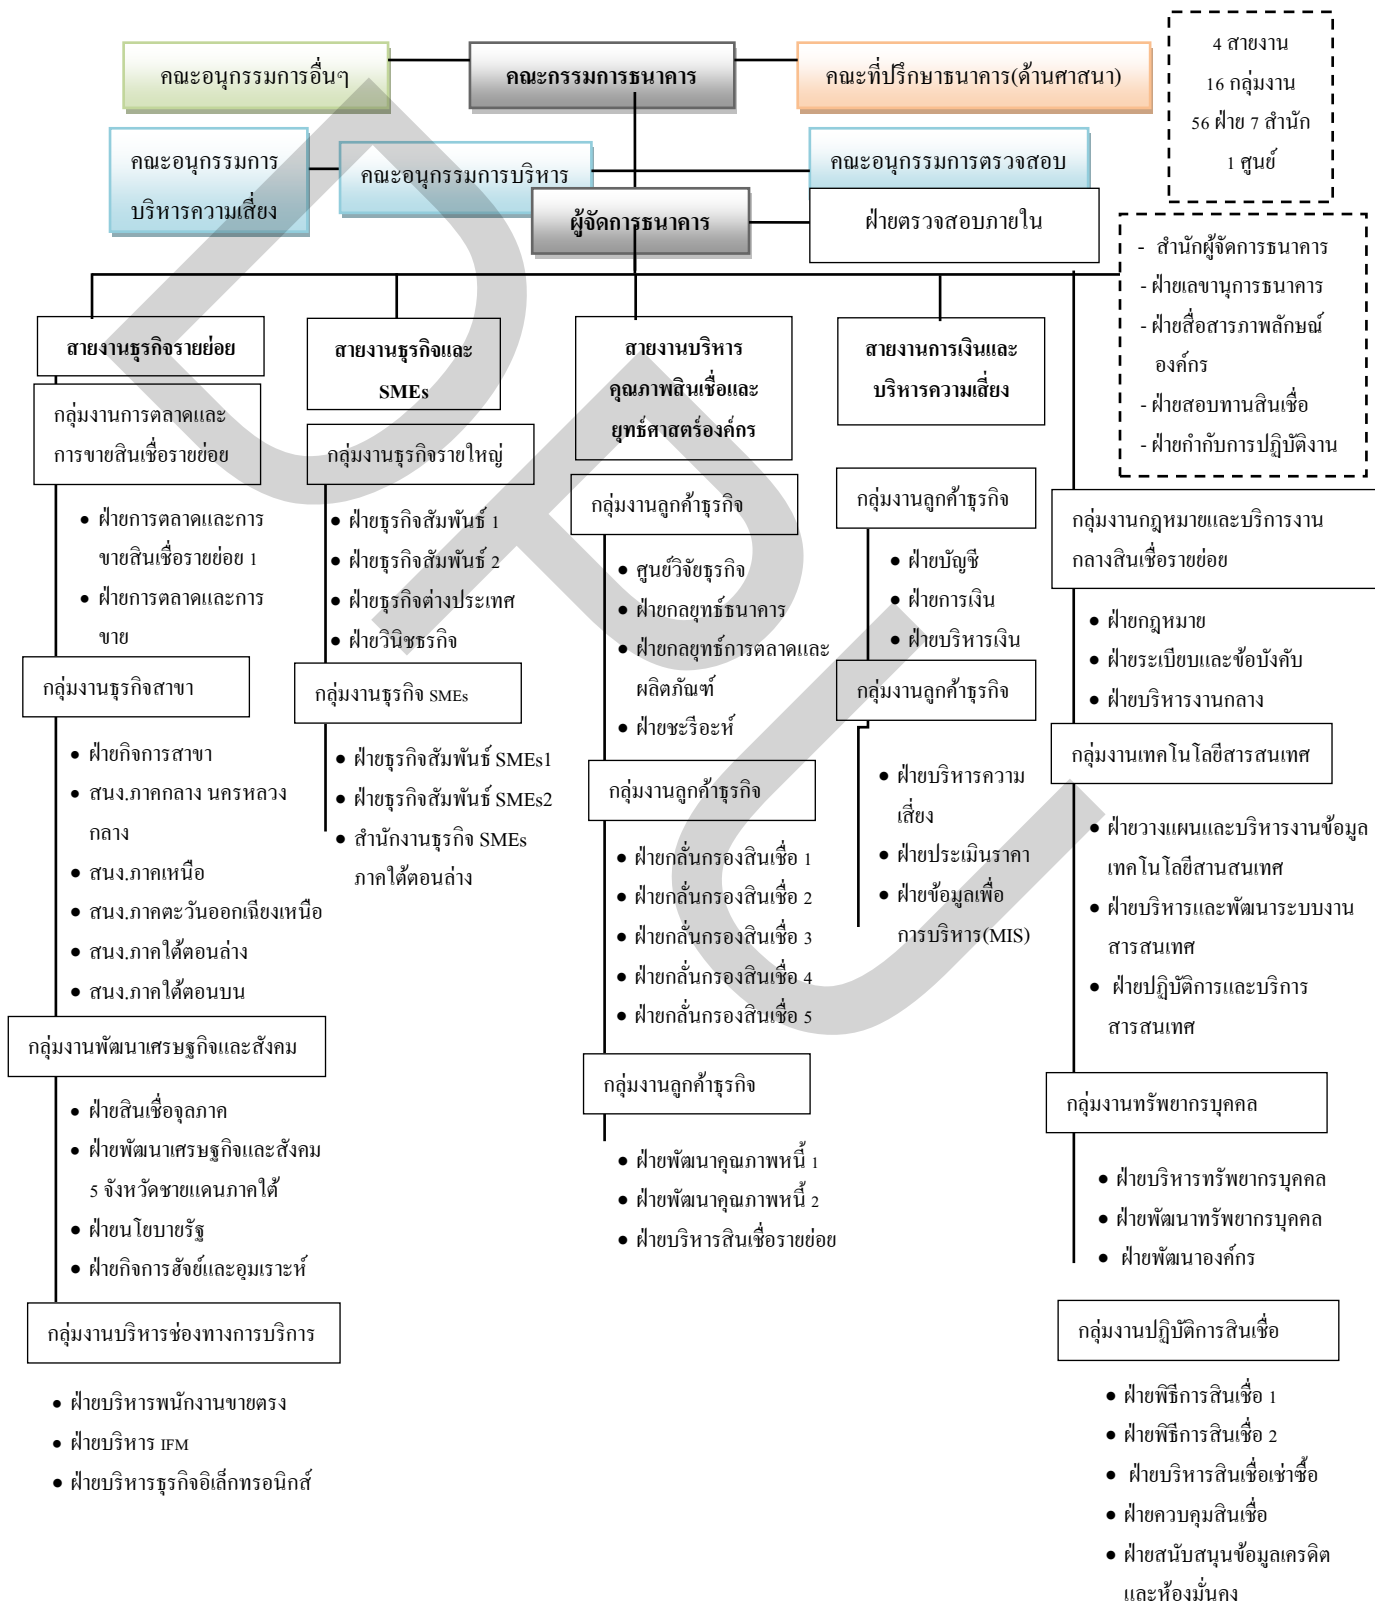 คณะอนุกรรมการอื่นๆ
คณะกรรมการธนาคาร
คณะที่ปรึกษาธนาคาร(ด้านศาสนา)
4 สายงาน
16 กลุ่มงาน
56 ฝ่าย 7 สำนัก
1 ศูนย์
คณะอนุกรรมการ
บริหารความเสี่ยง
คณะอนุกรรมการบริหาร
คณะอนุกรรมการตรวจสอบ
ผู้จัดการธนาคาร
ฝ่ายตรวจสอบภายใน
- สำนักผู้จัดการธนาคาร
- ฝ่ายเลขานุการธนาคาร
- ฝ่ายสื่อสารภาพลักษณ์
องค์กร
- ฝ่ายสอบทานสินเชื่อ
- ฝ่ายกำกับการปฏิบัติงาน
สายงานธุรกิจรายย่อย
กลุ่มงานการตลาดและ
การขายสินเชื่อรายย่อย
• ฝ่ายการตลาดและการ
ขายสินเชื่อรายย่อย 1
• ฝ่ายการตลาดและการ
ขาย
กลุ่มงานธุรกิจสาขา
• ฝ่ายกิจการสาขา
• สนง.ภาคกลาง นครหลวง
กลาง
• สนง.ภาคเหนือ
• สนง.ภาคตะวันออกเฉียงเหนือ
• สนง.ภาคใต้ตอนล่าง
• สนง.ภาคใต้ตอนบน
กลุ่มงานพัฒนาเศรษฐกิจและสังคม
• ฝ่ายสินเชื่อจุลภาค
• ฝ่ายพัฒนาเศรษฐกิจและสังคม
5 จังหวัดชายแดนภาคใต้
• ฝ่ายนโยบายรัฐ
• ฝ่ายกิจการฮัจย์และอุมเราะห์
กลุ่มงานบริหารช่องทางการบริการ
• ฝ่ายบริหารพนักงานขายตรง
• ฝ่ายบริหาร IFM
• ฝ่ายบริหารธุรกิจอิเล็กทรอนิกส์
สายงานธุรกิจและ
SMEs
กลุ่มงานธุรกิจรายใหญ่
• ฝ่ายธุรกิจสัมพันธ์ 1
• ฝ่ายธุรกิจสัมพันธ์ 2
• ฝ่ายธุรกิจต่างประเทศ
• ฝ่ายวินิชธุรกิจ
กลุ่มงานธุรกิจ SMEs
• ฝ่ายธุรกิจสัมพันธ์ SMEs1
• ฝ่ายธุรกิจสัมพันธ์ SMEs2
• สำนักงานธุรกิจ SMEs
ภาคใต้ตอนล่าง
สายงานบริหาร
คุณภาพสินเชื่อและ
ยุทธ์ศาสตร์องค์กร
กลุ่มงานลูกค้าธุรกิจ
• ศูนย์วิจัยธุรกิจ
• ฝ่ายกลยุทธ์ธนาคาร
• ฝ่ายกลยุทธ์การตลาดและ
ผลิตภัณฑ์
• ฝ่ายชะรีอะห์
กลุ่มงานลูกค้าธุรกิจ
• ฝ่ายกลั่นกรองสินเชื่อ 1
• ฝ่ายกลั่นกรองสินเชื่อ 2
• ฝ่ายกลั่นกรองสินเชื่อ 3
• ฝ่ายกลั่นกรองสินเชื่อ 4
• ฝ่ายกลั่นกรองสินเชื่อ 5
กลุ่มงานลูกค้าธุรกิจ
• ฝ่ายพัฒนาคุณภาพหนี้ 1
• ฝ่ายพัฒนาคุณภาพหนี้ 2
• ฝ่ายบริหารสินเชื่อรายย่อย
สายงานการเงินและ
บริหารความเสี่ยง
กลุ่มงานลูกค้าธุรกิจ
• ฝ่ายบัญชี
• ฝ่ายการเงิน
• ฝ่ายบริหารเงิน
กลุ่มงานลูกค้าธุรกิจ
• ฝ่ายบริหารความ
เสี่ยง
• ฝ่ายประเมินราคา
• ฝ่ายข้อมูลเพื่อ
การบริหาร(MIS)
กลุ่มงานกฎหมายและบริการงาน
กลางสินเชื่อรายย่อย
• ฝ่ายกฎหมาย
• ฝ่ายระเบียบและข้อบังคับ
• ฝ่ายบริหารงานกลาง
กลุ่มงานเทคโนโลยีสารสนเทศ
• ฝ่ายวางแผนและบริหารงานข้อมูล
เทคโนโลยีสานสนเทศ
• ฝ่ายบริหารและพัฒนาระบบงาน
สารสนเทศ
• ฝ่ายปฏิบัติการและบริการ
สารสนเทศ
กลุ่มงานทรัพยากรบุคคล
• ฝ่ายบริหารทรัพยากรบุคคล
• ฝ่ายพัฒนาทรัพยากรบุคคล
• ฝ่ายพัฒนาองค์กร
กลุ่มงานปฏิบัติการสินเชื่อ
• ฝ่ายพิธีการสินเชื่อ 1
• ฝ่ายพิธีการสินเชื่อ 2
• ฝ่ายบริหารสินเชื่อเช่าซื้อ
• ฝ่ายควบคุมสินเชื่อ
• ฝ่ายสนับสนุนข้อมูลเครดิต
และห้องมั่นคง
DPU